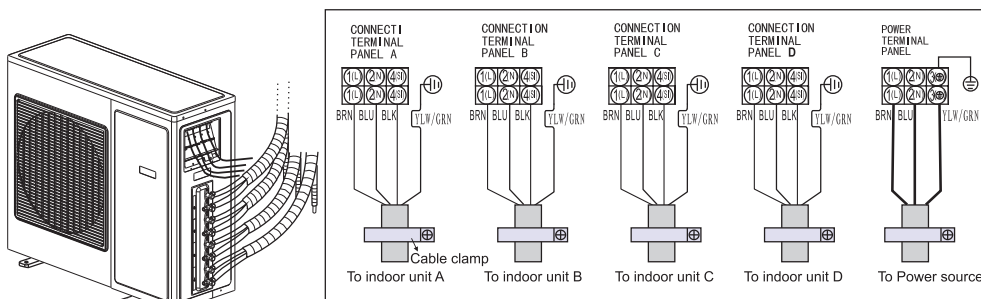 CONNECTI
TERMINAL
PANEL A
1(L) 2(N) 4(SI)
1(L) 2(N) 4(SI)
BRN BLU BLK YLW/GRN
Cable clamp
To indoor unit A
CONNECTION
TERMINAL
PANEL B
1(L) 2(N) 4(SI)
1(L) 2(N) 4(SI)
BRN BLU BLK YLW/GRN
To indoor unit B
CONNECTION
TERMINAL
PANEL C
1(L) 2(N) 4(SI)
1(L) 2(N) 4(SI)
BRN BLU BLK YLW/GRN
To indoor unit C
CONNECTION
TERMINAL
PANEL D
1(L) 2(N) 4(SI)
1(L) 2(N) 4(SI)
BRN BLU BLK YLW/GRN
To indoor unit D
POWER
TERMINAL
PANEL
1(L) 2(N) 3
1(L) 2(N) 3
BRN BLU YLW/GRN
To Power source